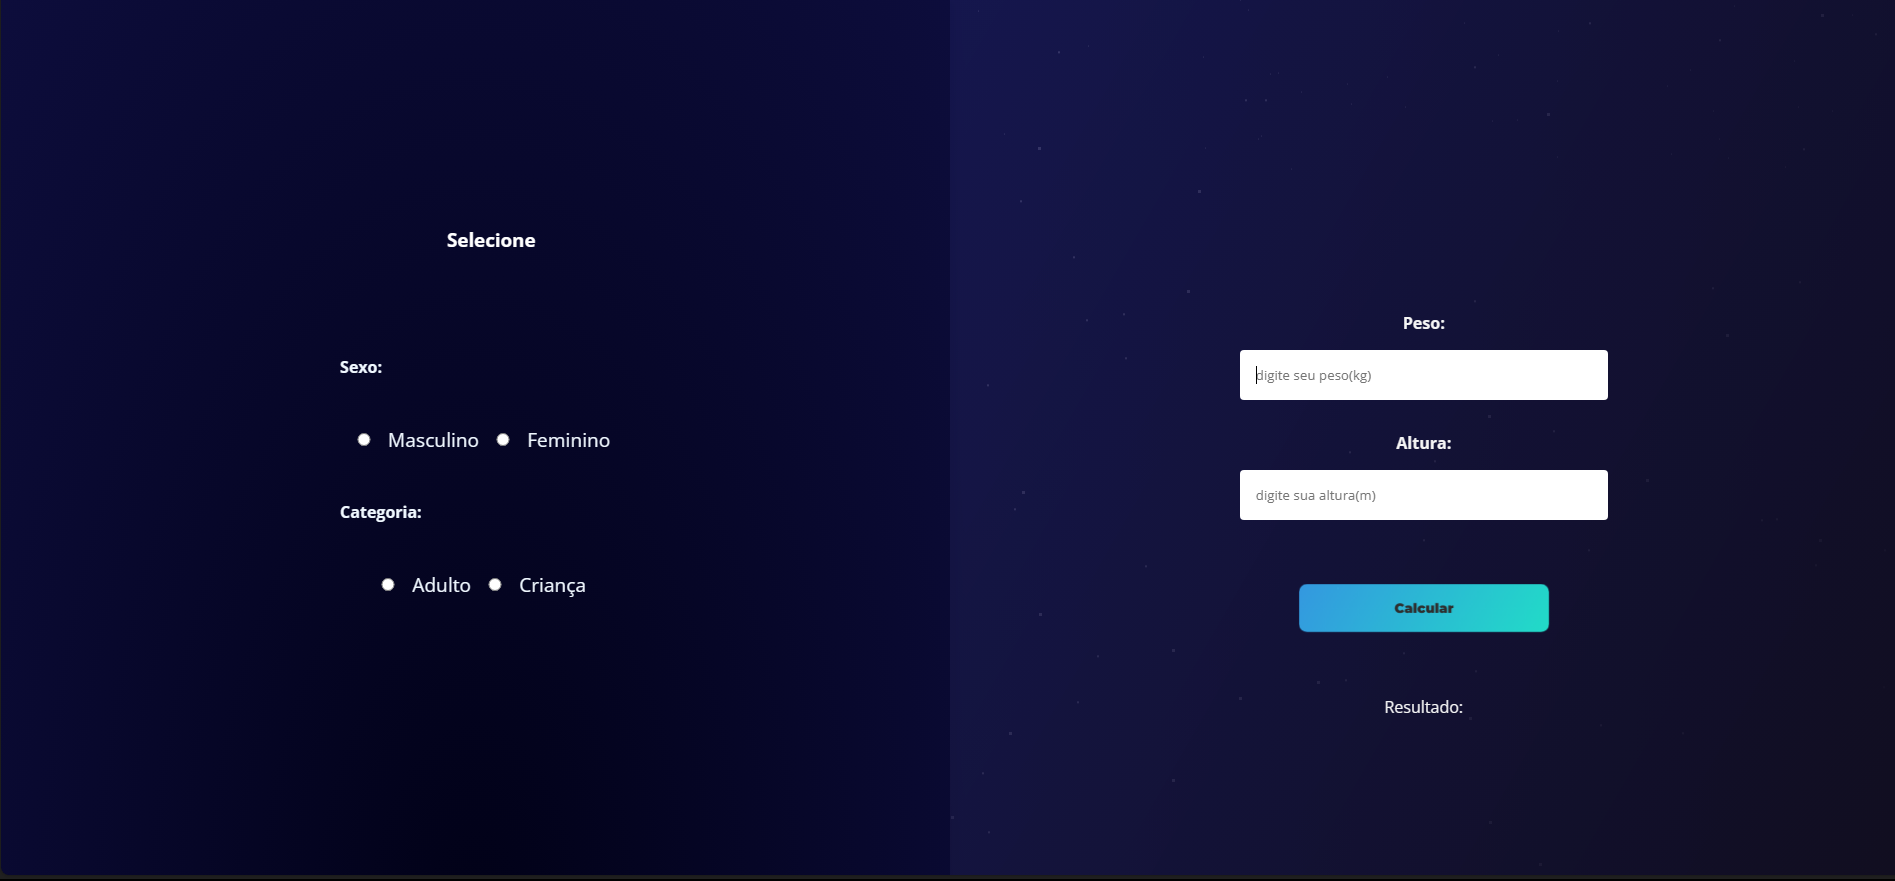 Selecione
Sexo:
Masculino Feminino
Categoria:
Adulto Criança
Peso:
digite seu peso(kg)
Altura:
digite sua altura(m)
Calcular
Resultado: